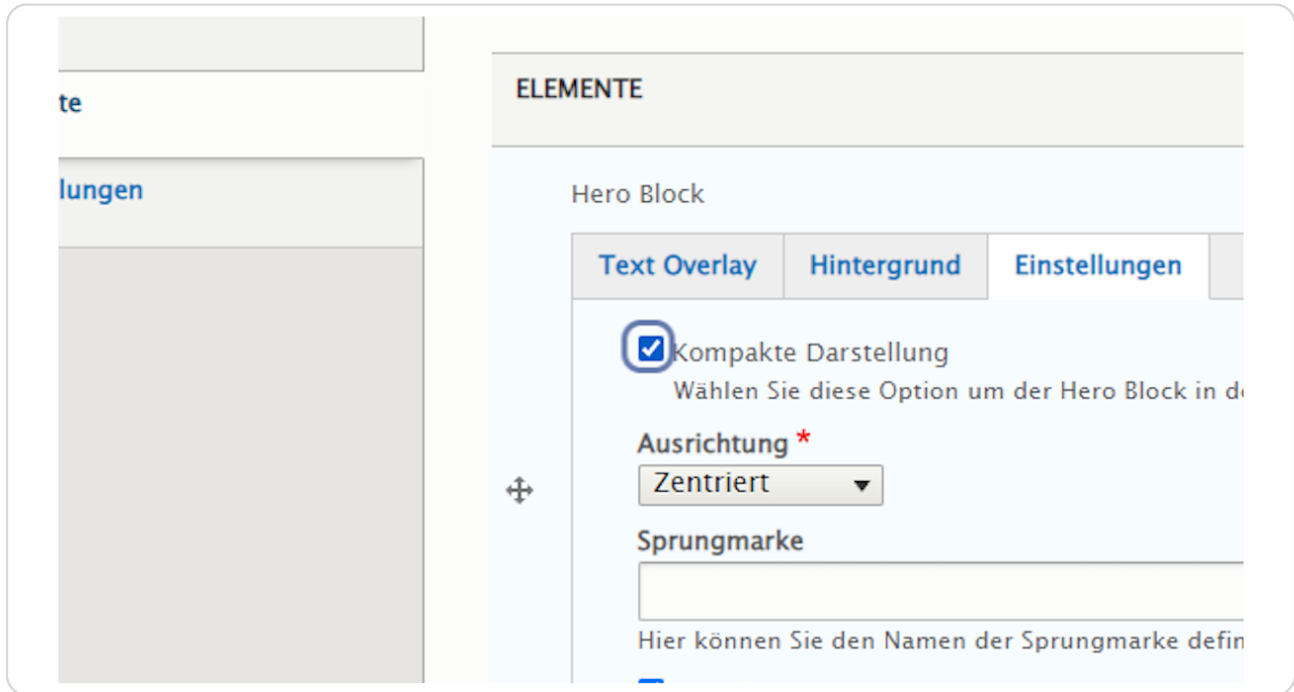 te
lungen
ELEMENTE
Hero Block
Text Overlay Hintergrund Einstellungen
Kompakte Darstellung
Wählen Sie diese Option um der Hero Block in
Ausrichtung *
Zentriert
Sprungmarke
Hier können Sie den Namen der Sprungmarke defin